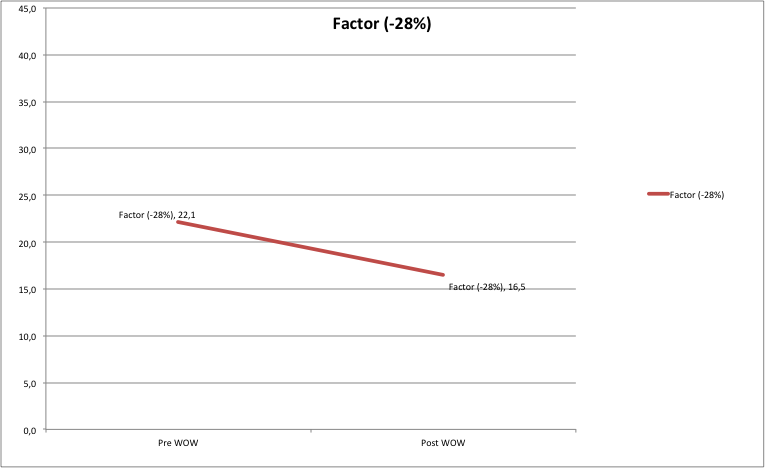 Factor (-28%)
45,0
40,0
35,0
30,0
25,0
20,0
15,0
10,0
5,0
0,0
Factor (-28%), 22,1
Factor (-28%), 16,5
Pre WOW
Post WOW
Factor (-28%)